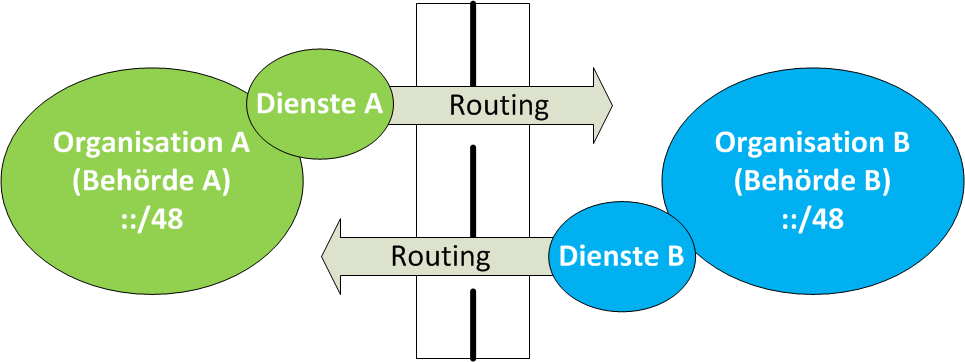 Dienste A
Routing
Organisation A
(Behörde A)
::/48
Organisation B
(Behörde B)
::/48
Routing
Dienste B